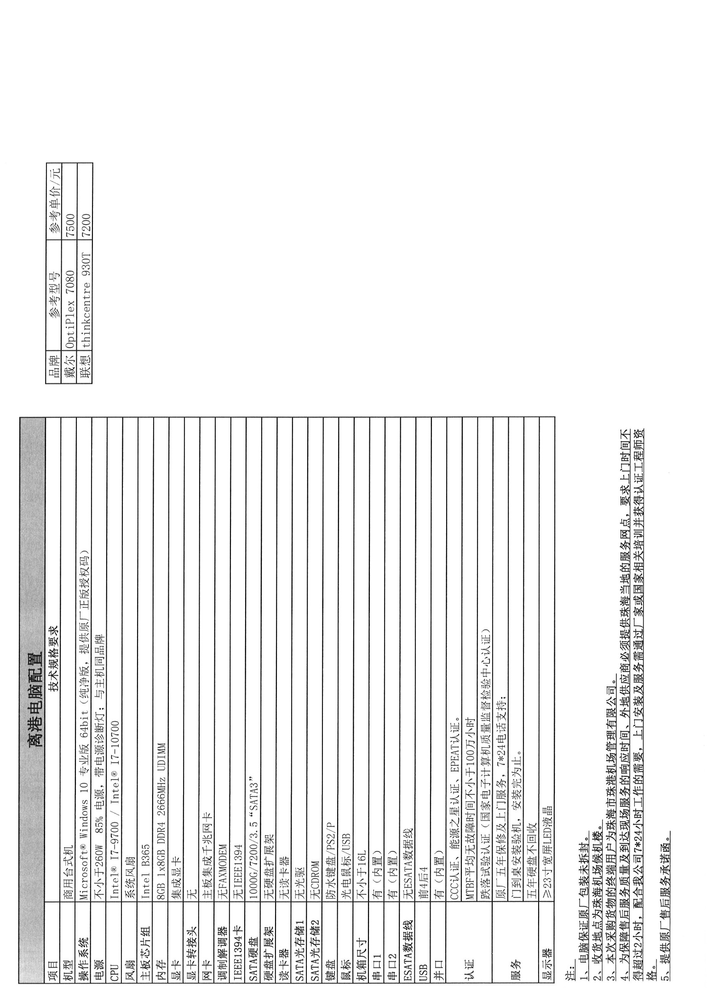 离港电脑配置
项目 技术规格要求
机型 商用台式机
操作系统 Microsoft® Windows 10 专业版 64bit（纯净版，提供原厂正版授权码）
电源 不小于260W 85% 电源，带电源诊断灯；与主机同品牌
CPU Intel® I7-9700 / Intel® I7-10700
风扇 系统风扇
主板芯片组 Intel B365
内存 8GB 1x8GB DDR4 2666MHz UDIMM
显卡 集成显卡
显卡转接头 无
网卡 主板集成千兆网卡
调制解调器 无FAXMODEM
IEEE1394卡 无IEEE1394
SATA硬盘 1000G/7200/3.5“SATA3”
硬盘扩展架 无硬盘扩展架
读卡器 无读卡器
SATA光存储1 无光驱
SATA光存储2 无CDROM
键盘 防水键盘/PS2/P
鼠标 光电鼠标/USB
机箱尺寸 不小于16L
串口1 有（内置）
串口2 有（内置）
ESATA数据线 无ESATA数据线
USB 前4后4
并口 有（内置）
认证 CCC认证、能源之星认证、EPEAT认证。
MTBF平均无故障时间不小于100万小时
跌落试验认证（国家电子计算机质量监督检验中心认证）
服务 原厂五年保修及上门服务，7*24电话支持；
门到桌安装验机，安装完为止。
五年硬盘不回收
显示器 ≥23寸宽屏LED液晶
品牌 参考型号 参考单价/元
戴尔 OptiPlex 7080 7500
联想 thinkcentre 930T 7200
注：
1、电脑保证原厂包装未拆封。
2、收货地点为珠海机场候机楼。
3、本次采购货物的终端用户为珠海市珠港机场管理有限公司。
4、为保障售后服务质量及到达现场服务的响应时间、外地供应商必须提供珠海当地的服务网点，要求上门时间不
得超过2小时，配合我公司7*24小时工作的需要，上门安装及服务需通过厂家或国家相关培训并获得认证工程师资
格。
5、提供原厂售后服务承诺函。